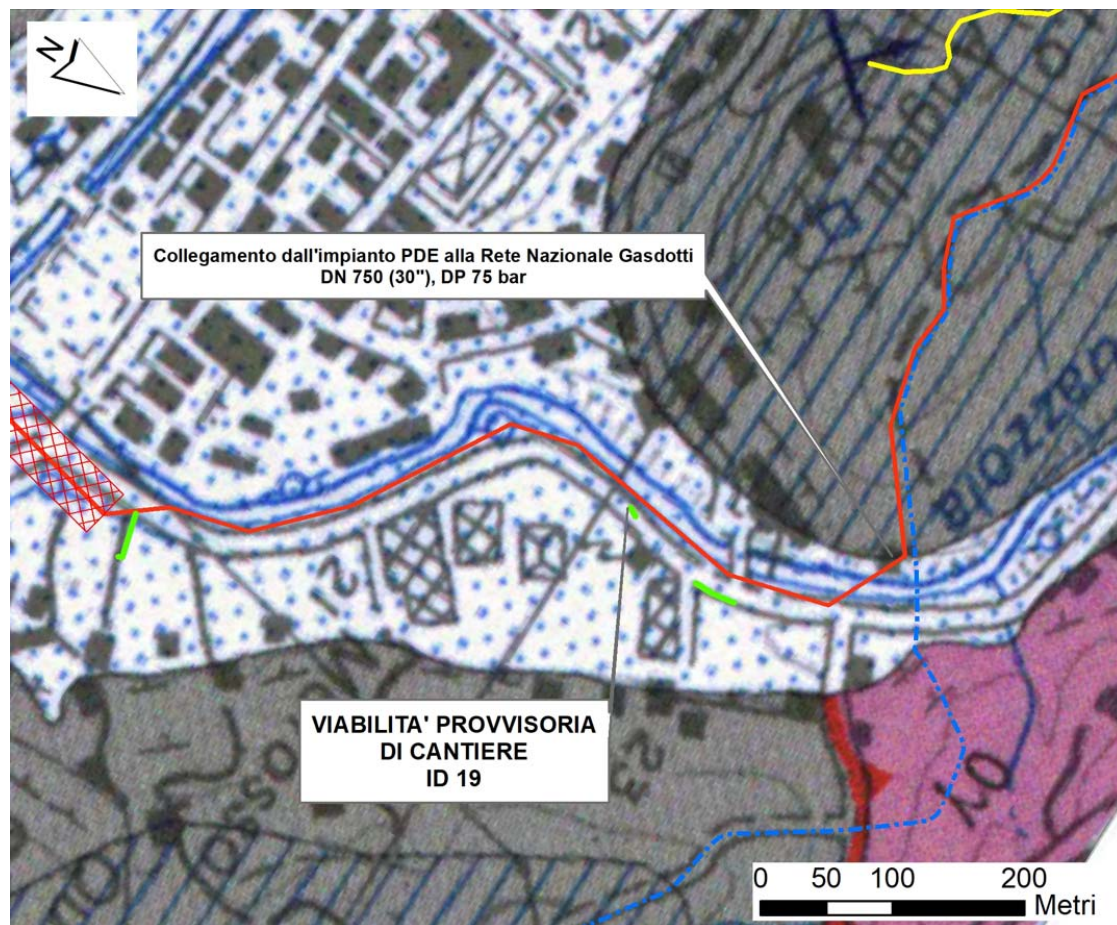 N
Collegamento dall'impianto PDE alla Rete Nazionale Gasdotti
DN 750 (30"), DP 75 bar
VIABILITA' PROVVISORIA
DI CANTIERE
ID 19
0 50 100 200
Metri